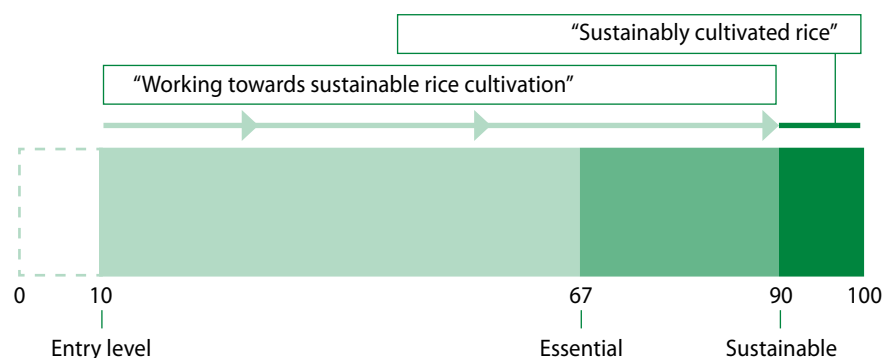 “Sustainably cultivated rice”
“Working towards sustainable rice cultivation”
0 10 67 90 100
Entry level Essential Sustainable